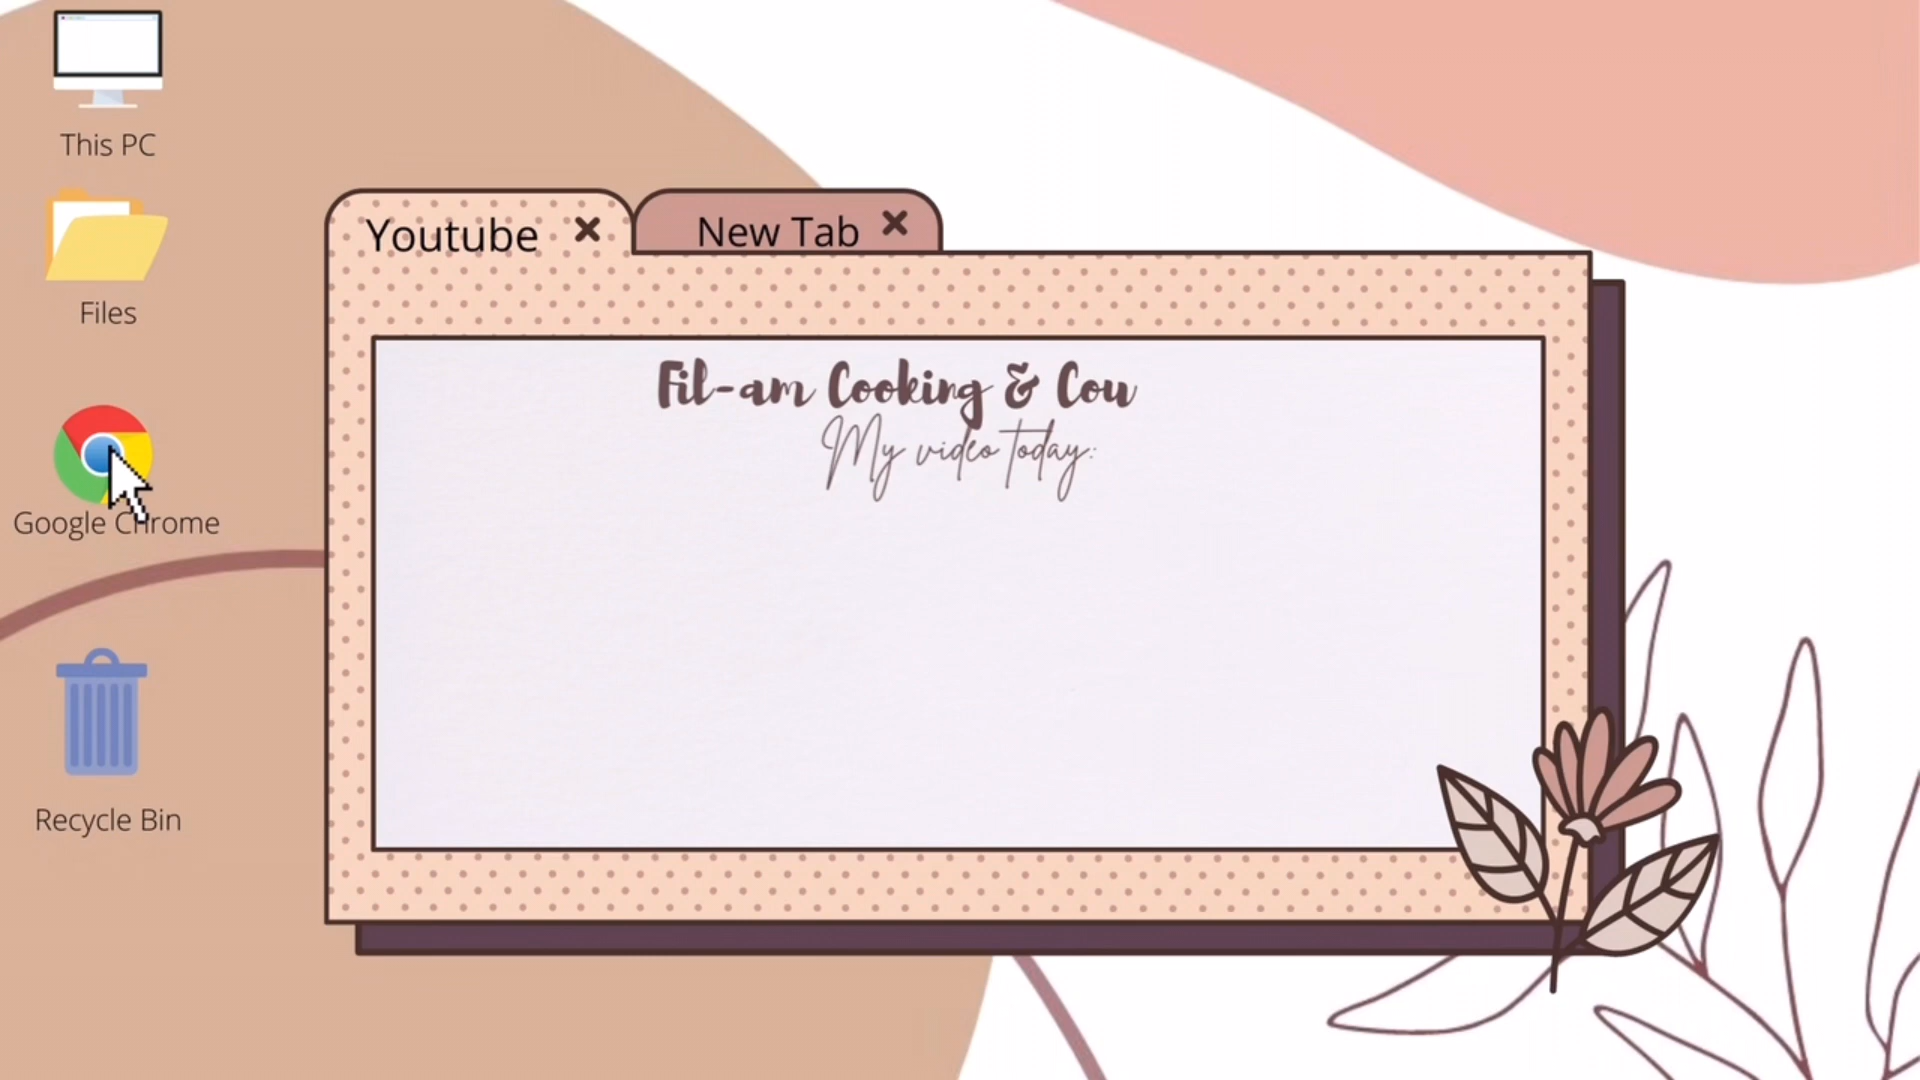 This PC
Files
Google Chrome
Recycle Bin
Youtube
New Tab
Fil-am Cooking & Cou
My video today: